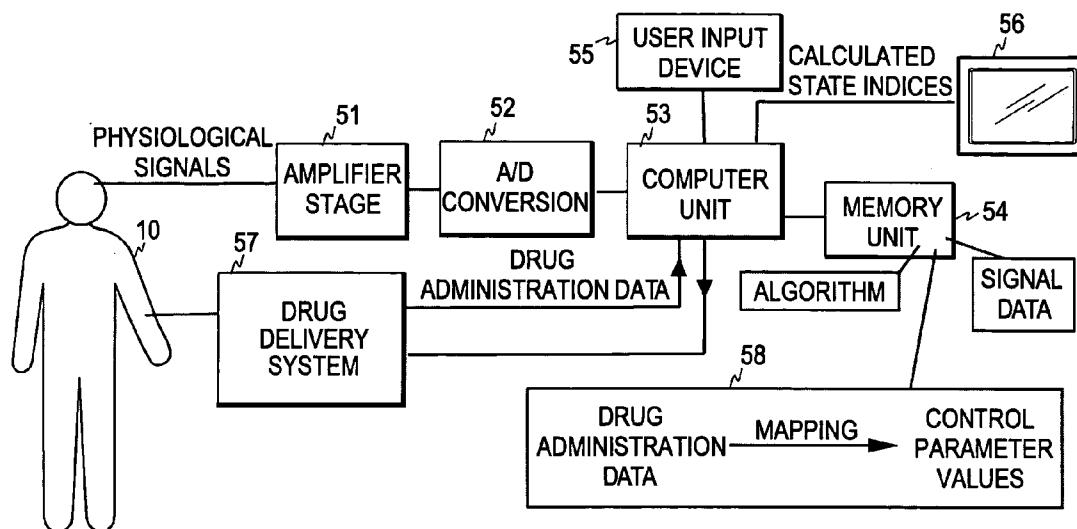 55
USER INPUT
DEVICE
CALCULATED
STATE INDICES
56
PHYSIOLOGICAL
SIGNALS
51
AMPLIFIER
STAGE
52
A/D
CONVERSION
53
COMPUTER
UNIT
MEMORY
UNIT
54
ALGORITHM
SIGNAL
DATA
10
57
DRUG
DELIVERY
SYSTEM
DRUG
ADMINISTRATION DATA
58
DRUG
ADMINISTRATION
DATA
MAPPING
CONTROL
PARAMETER
VALUES